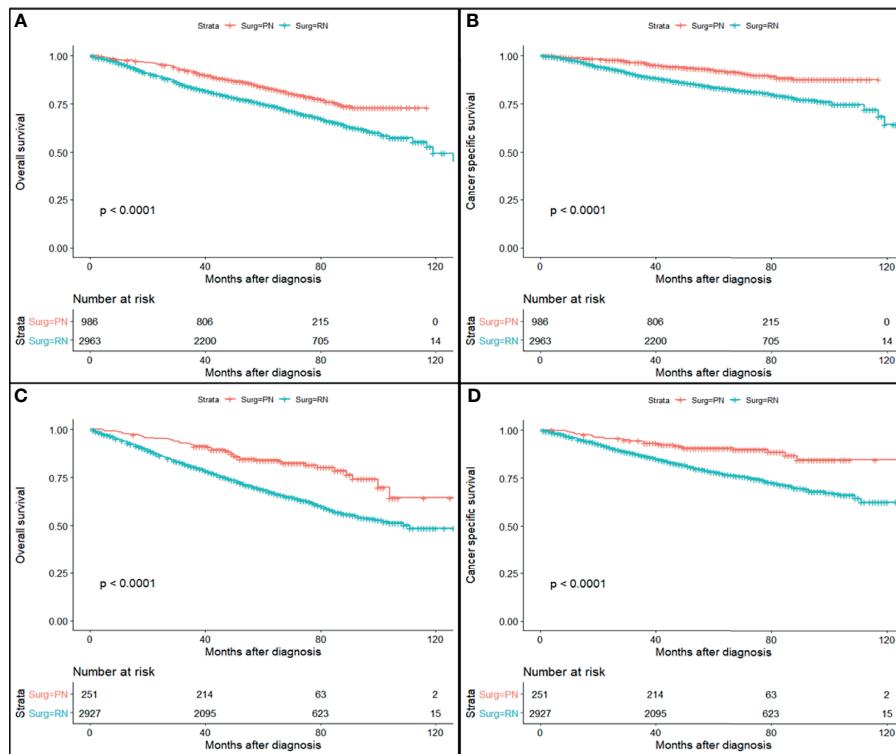 A
Strata Surg=PN Surg=RN
1.00
0.75
0.50
0.25
0.00
Overall survival
p < 0.0001
0 40 80 120
Months after diagnosis
Number at risk
Strata
Surg=PN 986 806 215 0
Surg=RN 2963 2200 705 14
0 40 80 120
Months after diagnosis
B
Strata Surg=PN Surg=RN
1.00
0.75
0.50
0.25
0.00
Cancer specific survival
p < 0.0001
0 40 80 120
Months after diagnosis
Number at risk
Strata
Surg=PN 986 806 215 0
Surg=RN 2963 2200 705 14
0 40 80 120
Months after diagnosis
C
Strata Surg=PN Surg=RN
1.00
0.75
0.50
0.25
0.00
Overall survival
p < 0.0001
0 40 80 120
Months after diagnosis
Number at risk
Strata
Surg=PN 251 214 63 2
Surg=RN 2927 2095 623 15
0 40 80 120
Months after diagnosis
D
Strata Surg=PN Surg=RN
1.00
0.75
0.50
0.25
0.00
Cancer specific survival
p < 0.0001
0 40 80 120
Months after diagnosis
Number at risk
Strata
Surg=PN 251 214 63 2
Surg=RN 2927 2095 623 15
0 40 80 120
Months after diagnosis